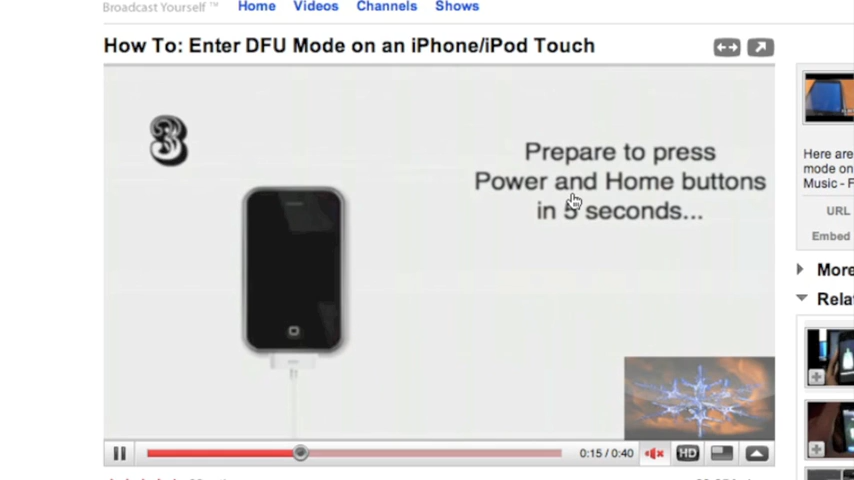 Broadcast Yourself ™
Home Videos Channels Shows
How To: Enter DFU Mode on an iPhone/iPod Touch
3
Prepare to press
Power and Home buttons
in 5 seconds...
Here are
mode on
Music - F
URL
Embed
More
Rela
0:15 / 0:40
HD